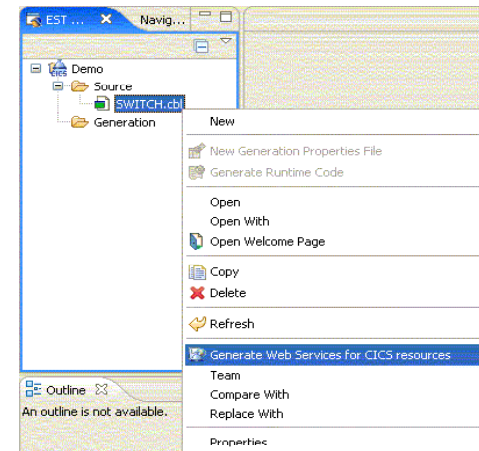 EST ...
Navig...
Demo
CICS
Source
SWITCH.cbl
Generation
New
New Generation Properties File
Generate Runtime Code
Open
Open With
Open Welcome Page
Copy
Delete
Refresh
Generate Web Services for CICS resources
Team
Compare With
Replace With
Properties
Outline
An outline is not available.